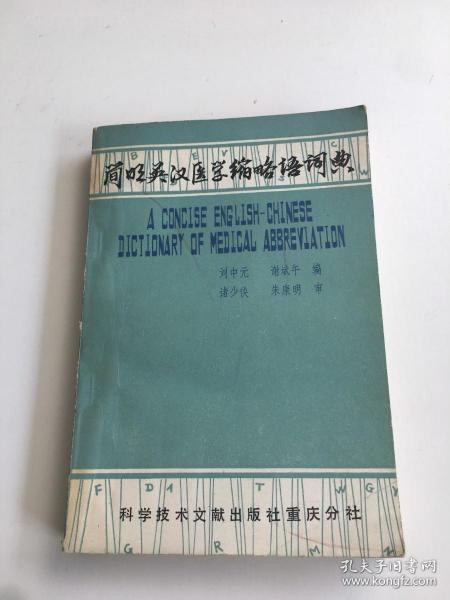 简明英汉医学缩略语词典
A CONCISE ENGLISH-CHINESE
DICTIONARY OF MEDICAL ABBREVIATION
刘中元 谢斌午 编
诸少侠 朱康明 审
F D 1 T W G Y
科学技术文献出版社重庆分社
G R M
孔夫子旧书网
www.kongfz.com